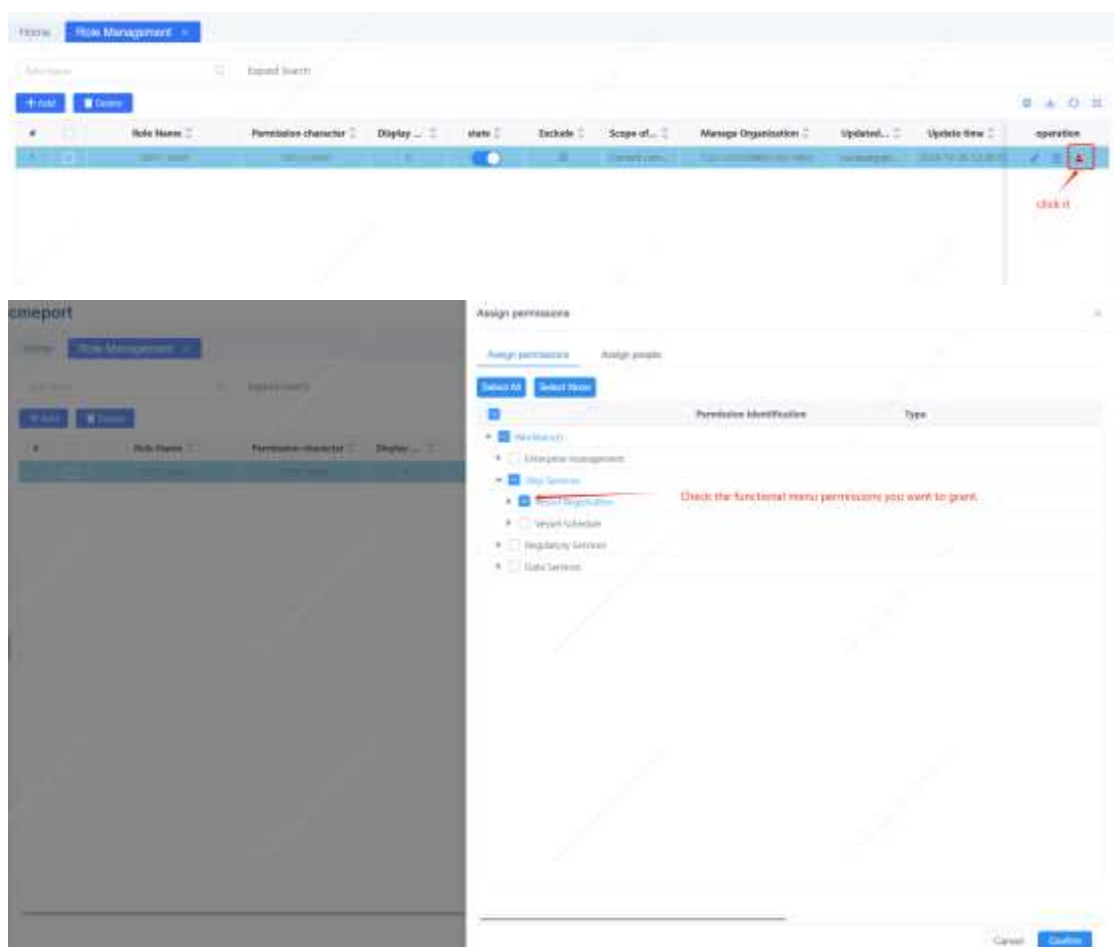 Home Role Management
Role Name Expand Search
+ Add Delete
# Role Name Permission character Display ... state Exclude Scope of... Manage Organisation Updated... Update time operation
click it
cmeport
Home Role Management
Expand Search
+ Add Delete
# Role Name Permission character Display ...
Assign permissions
Assign permissions Assign people
Select All Select None
Permission Identification Type
Workbench
Enterprise management
Ship Services
Vessel Registration
Check the functional menu permissions you want to grant.
Vessel Schedule
Regulatory Services
Data Services
Cancel Confirm